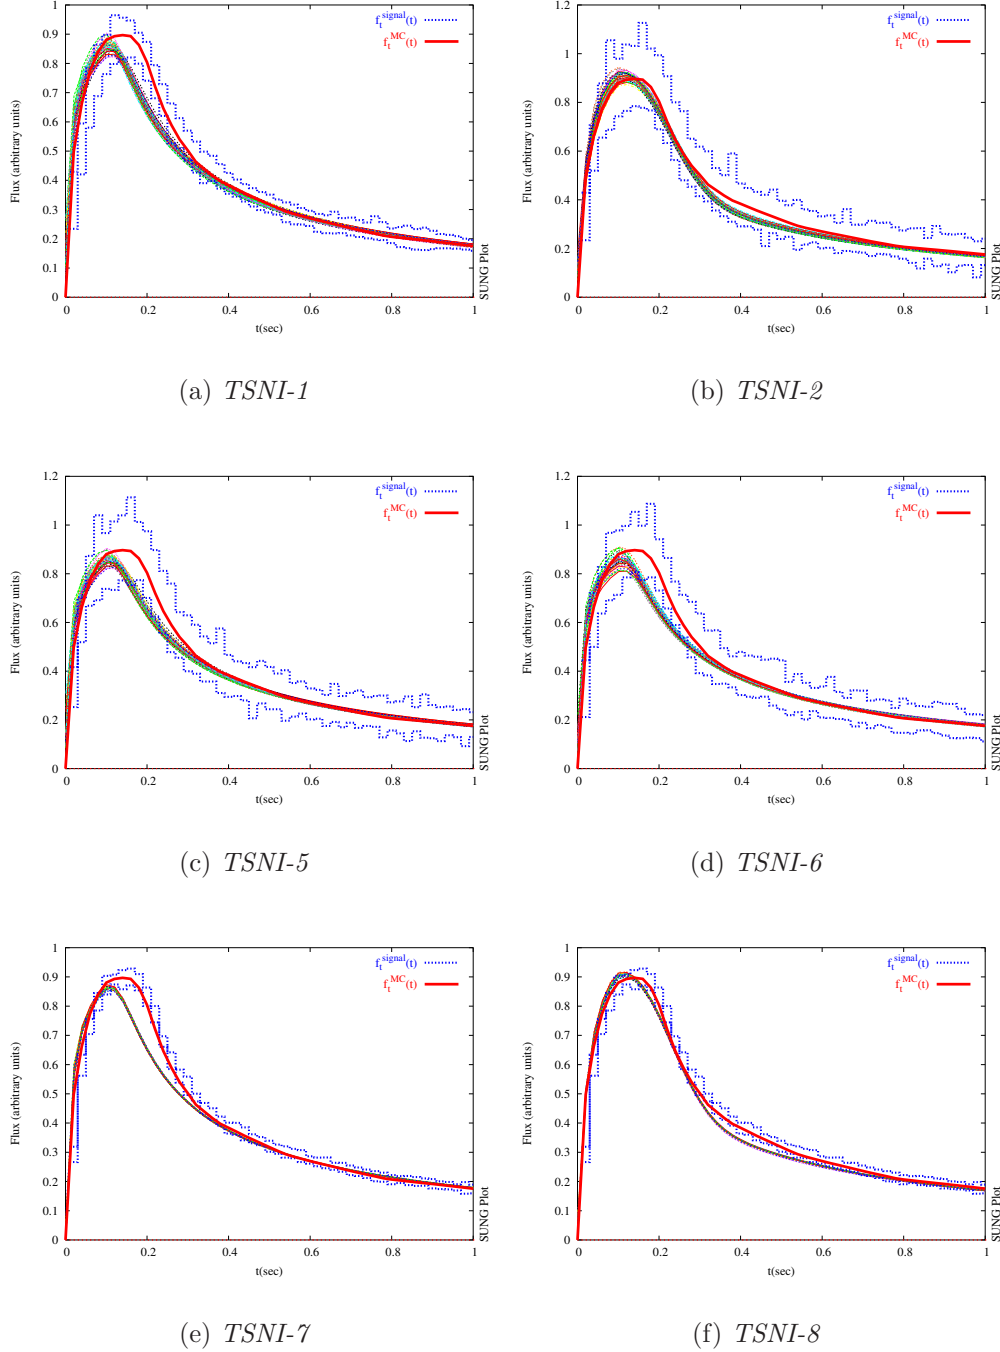 1
0.9
0.8
0.7
0.6
0.5
0.4
0.3
0.2
0.1
0
0 0.2 0.4 0.6 0.8 1
Flux (arbitrary units)
t(sec)
SUNG Plot
f_t^signal(t)
f_t^MC(t)
(a) TSNI-1
1.2
1
0.8
0.6
0.4
0.2
0
0 0.2 0.4 0.6 0.8 1
Flux (arbitrary units)
t(sec)
SUNG Plot
f_t^signal(t)
f_t^MC(t)
(b) TSNI-2
1.2
1
0.8
0.6
0.4
0.2
0
0 0.2 0.4 0.6 0.8 1
Flux (arbitrary units)
t(sec)
SUNG Plot
f_t^signal(t)
f_t^MC(t)
(c) TSNI-5
1.2
1
0.8
0.6
0.4
0.2
0
0 0.2 0.4 0.6 0.8 1
Flux (arbitrary units)
t(sec)
SUNG Plot
f_t^signal(t)
f_t^MC(t)
(d) TSNI-6
1
0.9
0.8
0.7
0.6
0.5
0.4
0.3
0.2
0.1
0
0 0.2 0.4 0.6 0.8 1
Flux (arbitrary units)
t(sec)
SUNG Plot
f_t^signal(t)
f_t^MC(t)
(e) TSNI-7
1
0.9
0.8
0.7
0.6
0.5
0.4
0.3
0.2
0.1
0
0 0.2 0.4 0.6 0.8 1
Flux (arbitrary units)
t(sec)
SUNG Plot
f_t^signal(t)
f_t^MC(t)
(f) TSNI-8